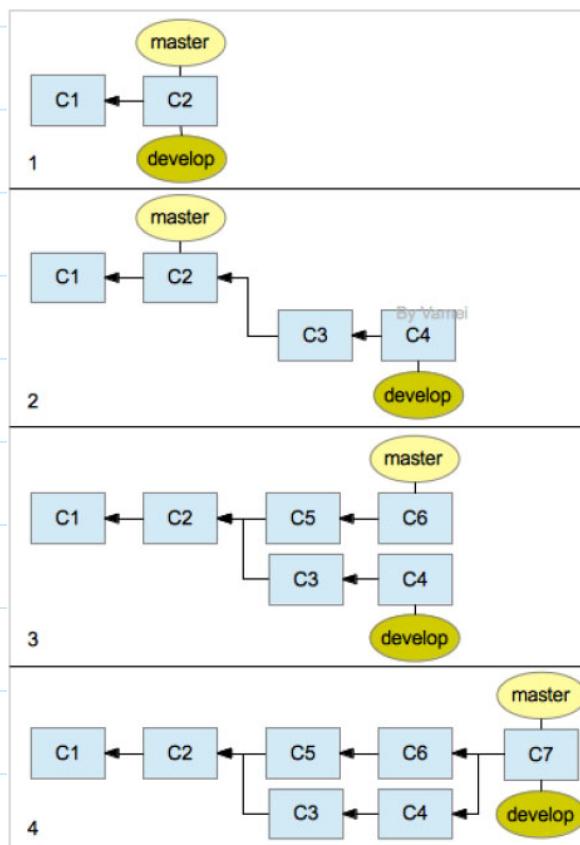 master
C1 C2
develop
1
master
C1 C2
By Vamei
C3 C4
develop
2
master
C1 C2 C5 C6
C3 C4
develop
3
master
C1 C2 C5 C6 C7
C3 C4
develop
4